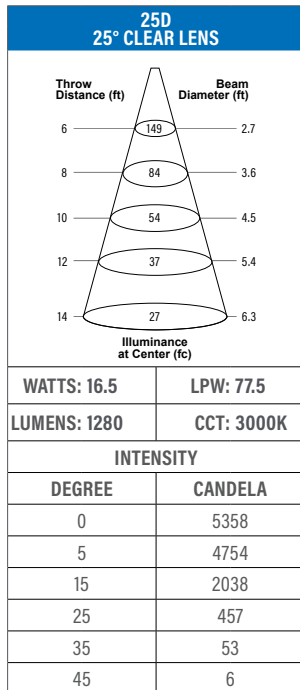 25D
25° CLEAR LENS
Throw Distance (ft) Beam Diameter (ft)
6 149 2.7
8 84 3.6
10 54 4.5
12 37 5.4
14 27 6.3
Illuminance
at Center (fc)
WATTS: 16.5 LPW: 77.5
LUMENS: 1280 CCT: 3000K
INTENSITY
DEGREE CANDELA
0 5358
5 4754
15 2038
25 457
35 53
45 6